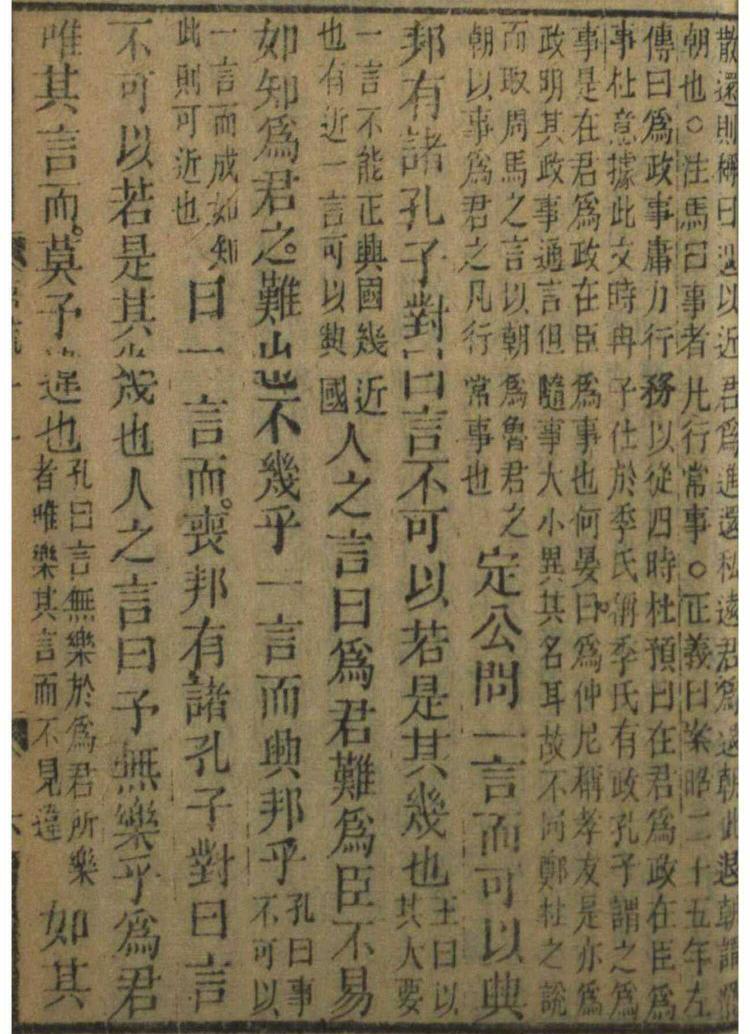 散還則稱曰退以近君爲進還私遠君爲退朝此退朝謂
朝也○注馬曰事者凡行常事○正義曰案昭二十五年左
傳曰爲政事庸力行務以從四時杜預曰在君爲政在臣爲
事杜意據此文時冉子仕於季氏稱季氏有政孔子謂之爲
事是在君爲政在臣爲事也何晏曰爲仲尼稱孝友是亦爲
政明其政事通言但隨事大小異其名耳故不同鄭杜之說
而取周馬之言以朝爲魯君之
朝以事爲君之凡行常事也
定公問一言而可以興
邦有諸孔子對曰言不可以若是其幾也
王曰以
其大要
一言不能正興國幾近
也有近一言可以興國
人之言曰爲君難爲臣不易
如知爲君之難也不幾乎一言而興邦乎
孔曰事
不可以
一言而成如知
此則可近也
曰一言而喪邦有諸孔子對曰言
不可以若是其幾也人之言曰予無樂乎爲君
唯其言而莫予違也
孔曰言無樂於爲君所樂
者唯樂其言而不見違
如其